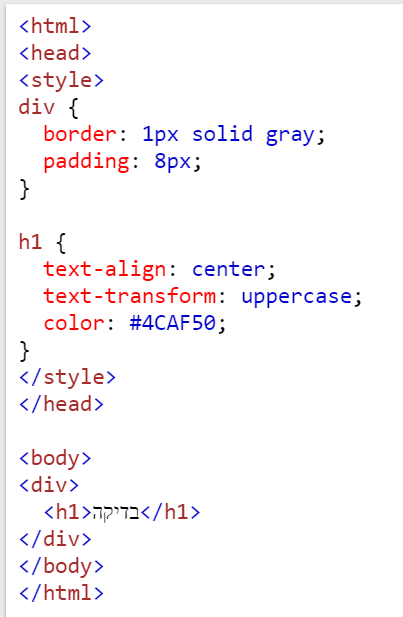 <html>
<head>
<style>
div {
  border: 1px solid gray;
  padding: 8px;
}

h1 {
  text-align: center;
  text-transform: uppercase;
  color: #4CAF50;
}
</style>
</head>

<body>
<div>
  <h1>בדיקה</h1>
</div>
</body>
</html>